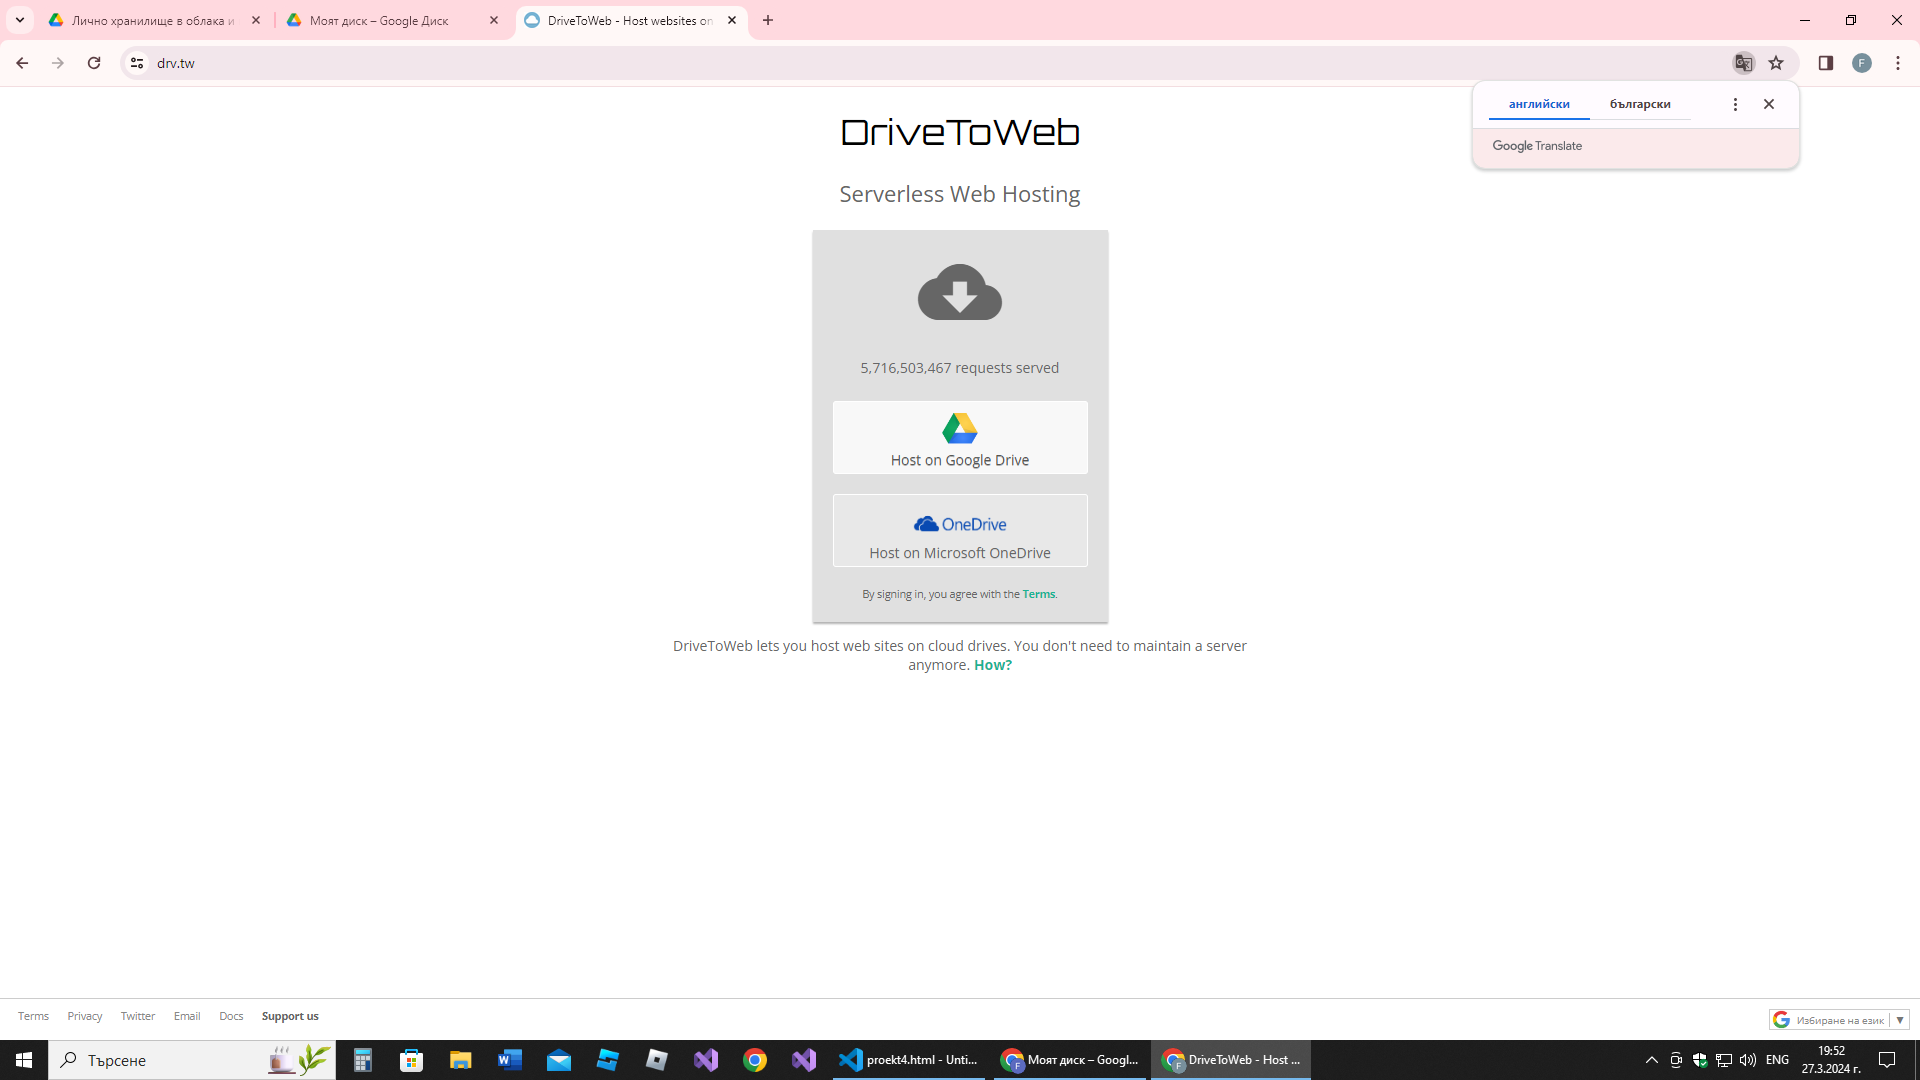 Лично хранилище в облака и
Моят диск – Google Диск
DriveToWeb - Host websites on
drv.tw
F
английски
български
Google Translate
DriveToWeb
Serverless Web Hosting
5,716,503,467 requests served
Host on Google Drive
OneDrive
Host on Microsoft OneDrive
By signing in, you agree with the Terms.
DriveToWeb lets you host web sites on cloud drives. You don't need to maintain a server
anymore. How?
Terms
Privacy
Twitter
Email
Docs
Support us
Избиране на език
Търсене
proekt4.html - Unti...
Моят диск – Googl...
DriveToWeb - Host ...
ENG
19:52
27.3.2024 г.